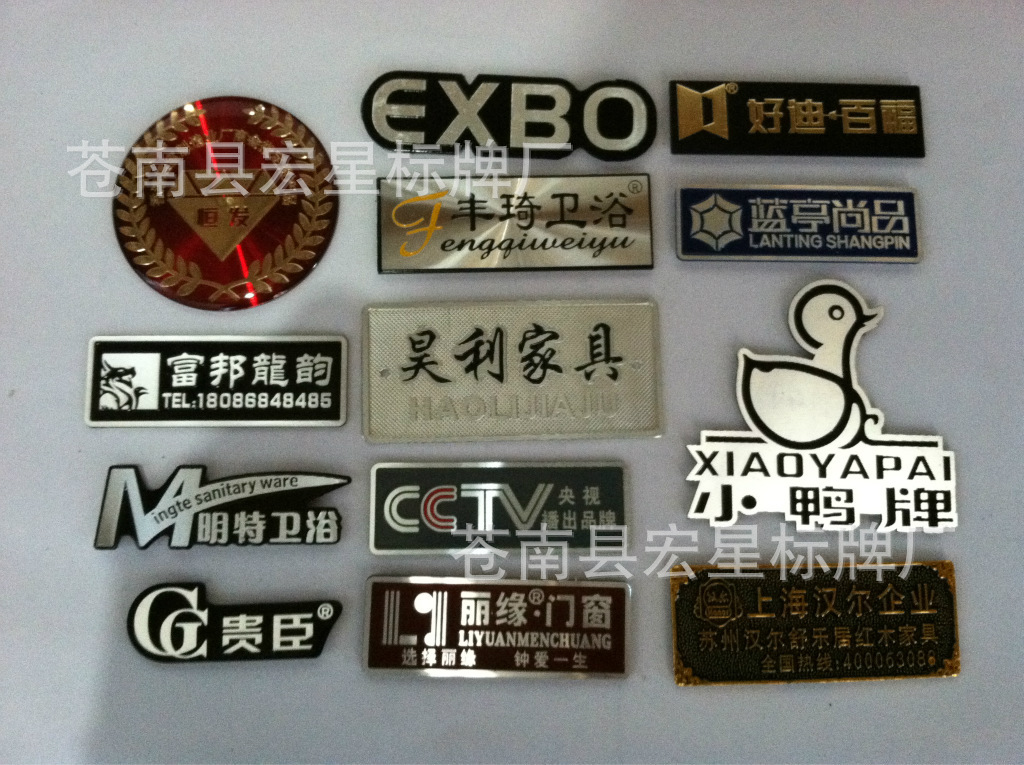 苍南县宏星标牌厂
恒发
EXBO
好迪·百福®
丰琦卫浴®
Fengqiweiyu
蓝亭尚品
LANTING SHANGPIN
富邦龍韵
TEL:18086848485
昊利家具
HAOLIJIAJU
XIAOYAPAI
小·鸭牌
Mingte sanitary ware
明特卫浴
CCTV
央视
播出品牌
苍南县宏星标牌厂
GC贵臣®
丽缘®·门窗
LIYUANMENCHUANG
选择丽缘 钟爱一生
上海汉尔企业
苏州汉尔舒乐居红木家具
全国热线:400063086